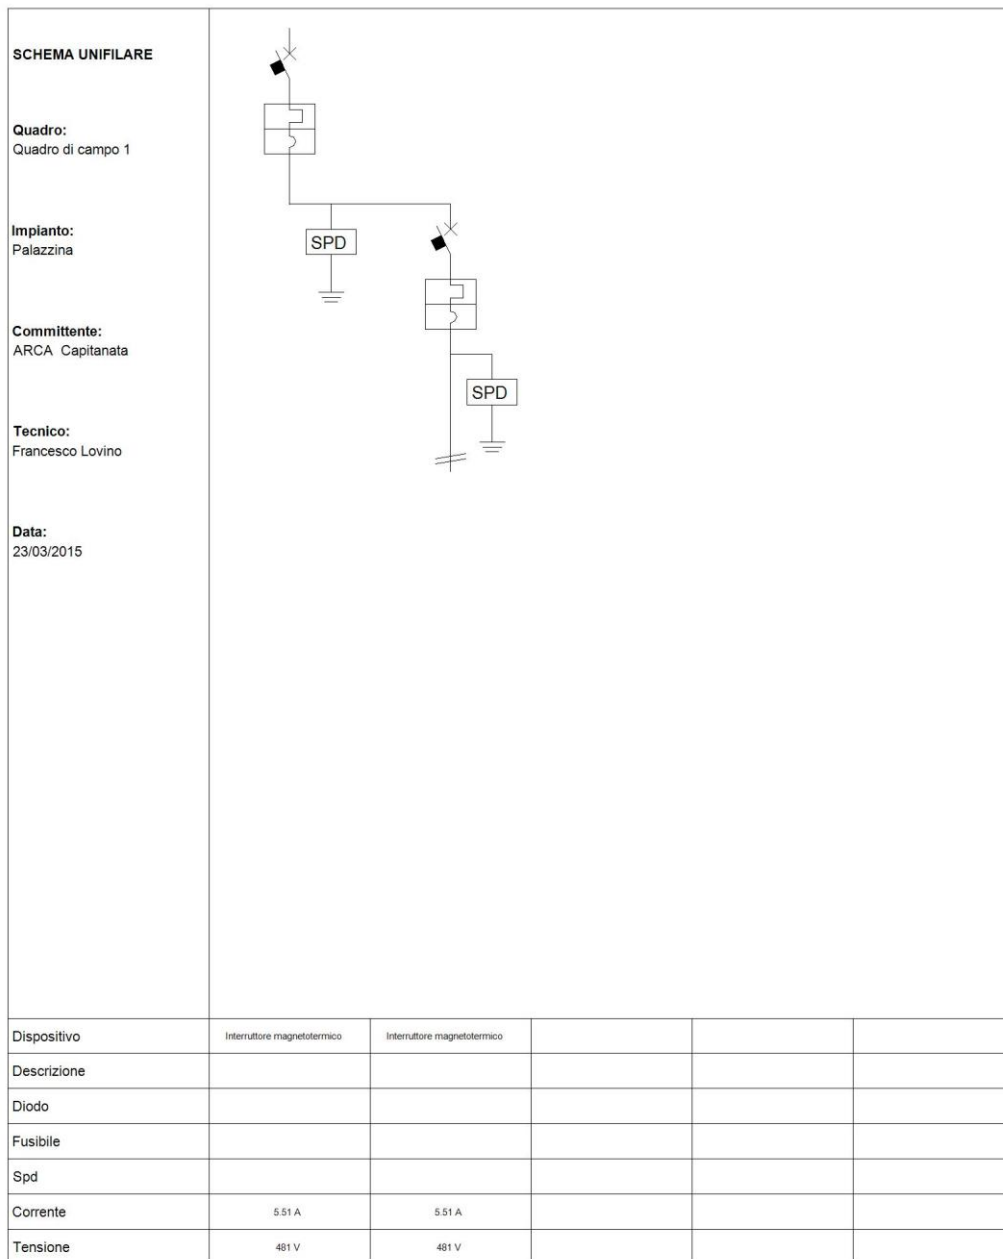 SCHEMA UNIFILARE
Quadro:
Quadro di campo 1
Impianto:
Palazzina
Committente:
ARCA Capitanata
Tecnico:
Francesco Lovino
Data:
23/03/2015
SPD
SPD
Dispositivo Interruttore magnetotermico Interruttore magnetotermico
Descrizione
Diodo
Fusibile
Spd
Corrente 5.51 A 5.51 A
Tensione 481 V 481 V